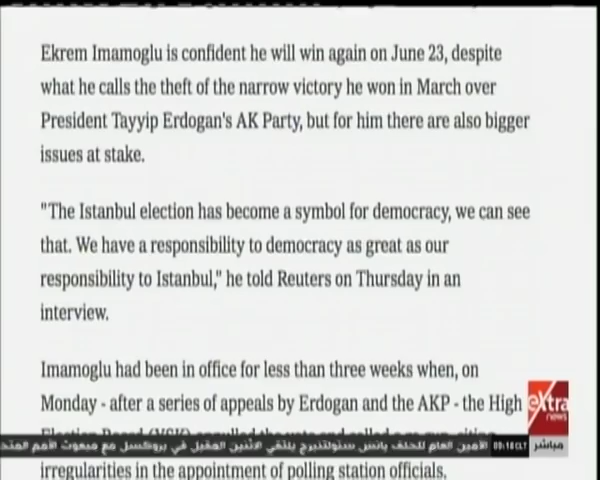 Ekrem Imamoglu is confident he will win again on June 23, despite
what he calls the theft of the narrow victory he won in March over
President Tayyip Erdogan's AK Party, but for him there are also bigger
issues at stake.
"The Istanbul election has become a symbol for democracy, we can see
that. We have a responsibility to democracy as great as our
responsibility to Istanbul," he told Reuters on Thursday in an
interview.
Imamoglu had been in office for less than three weeks when, on
Monday - after a series of appeals by Erdogan and the AKP - the High
extra
news
مباشر
09:18CLT
الأمين العام للحلف ينس ستولتنبرج يلتقي الاثنين المقبل في بروكسل مع مبعوث الأمم المتحد
irregularities in the appointment of polling station officials.